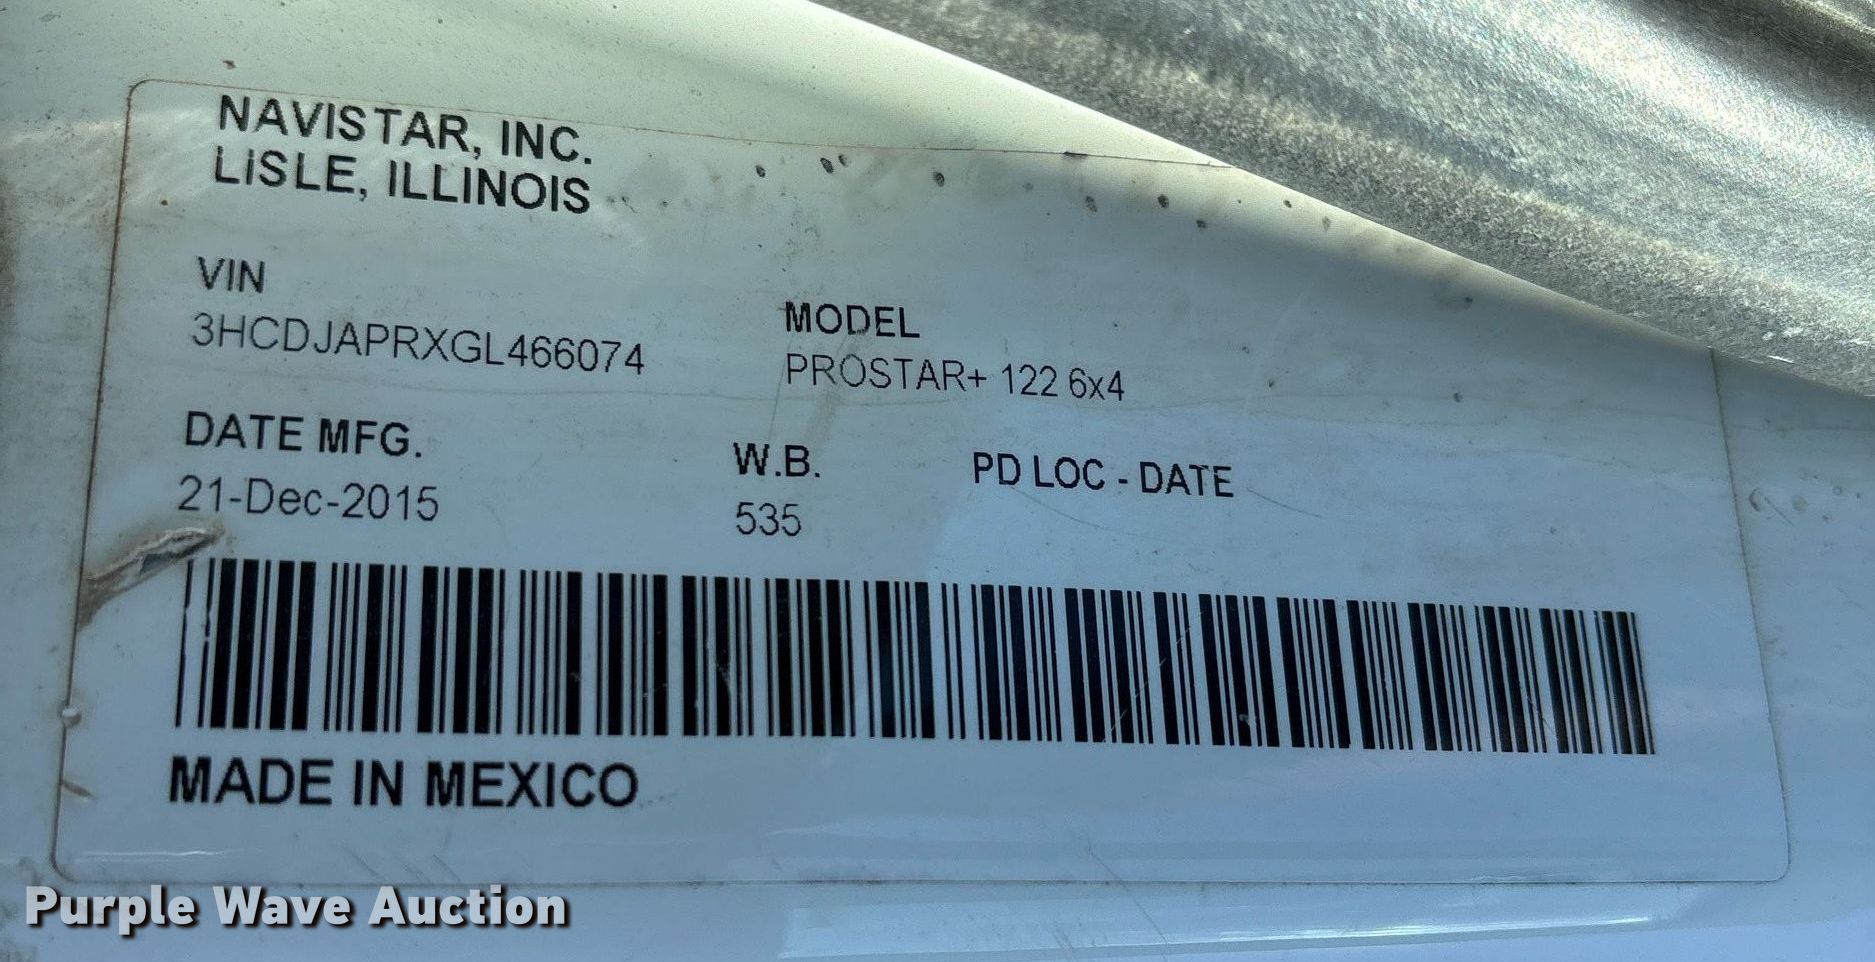 NAVISTAR, INC.
LISLE, ILLINOIS
VIN
3HCDJAPRXGL466074
MODEL
PROSTAR+ 122 6x4
DATE MFG.
21-Dec-2015
W.B.
535
PD LOC - DATE
MADE IN MEXICO
Purple Wave Auction